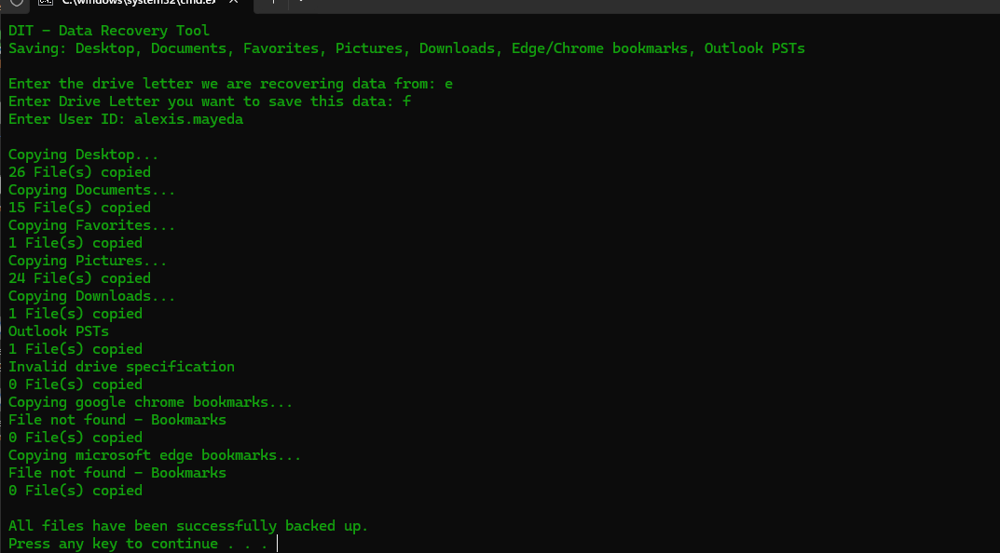 C:\windows\system32\cmd.e
DIT - Data Recovery Tool
Saving: Desktop, Documents, Favorites, Pictures, Downloads, Edge/Chrome bookmarks, Outlook PSTs
Enter the drive letter we are recovering data from: e
Enter Drive Letter you want to save this data: f
Enter User ID: alexis.mayeda
Copying Desktop...
26 File(s) copied
Copying Documents...
15 File(s) copied
Copying Favorites...
1 File(s) copied
Copying Pictures...
24 File(s) copied
Copying Downloads...
1 File(s) copied
Outlook PSTs
1 File(s) copied
Invalid drive specification
0 File(s) copied
Copying google chrome bookmarks...
File not found - Bookmarks
0 File(s) copied
Copying microsoft edge bookmarks...
File not found - Bookmarks
0 File(s) copied
All files have been successfully backed up.
Press any key to continue . . .